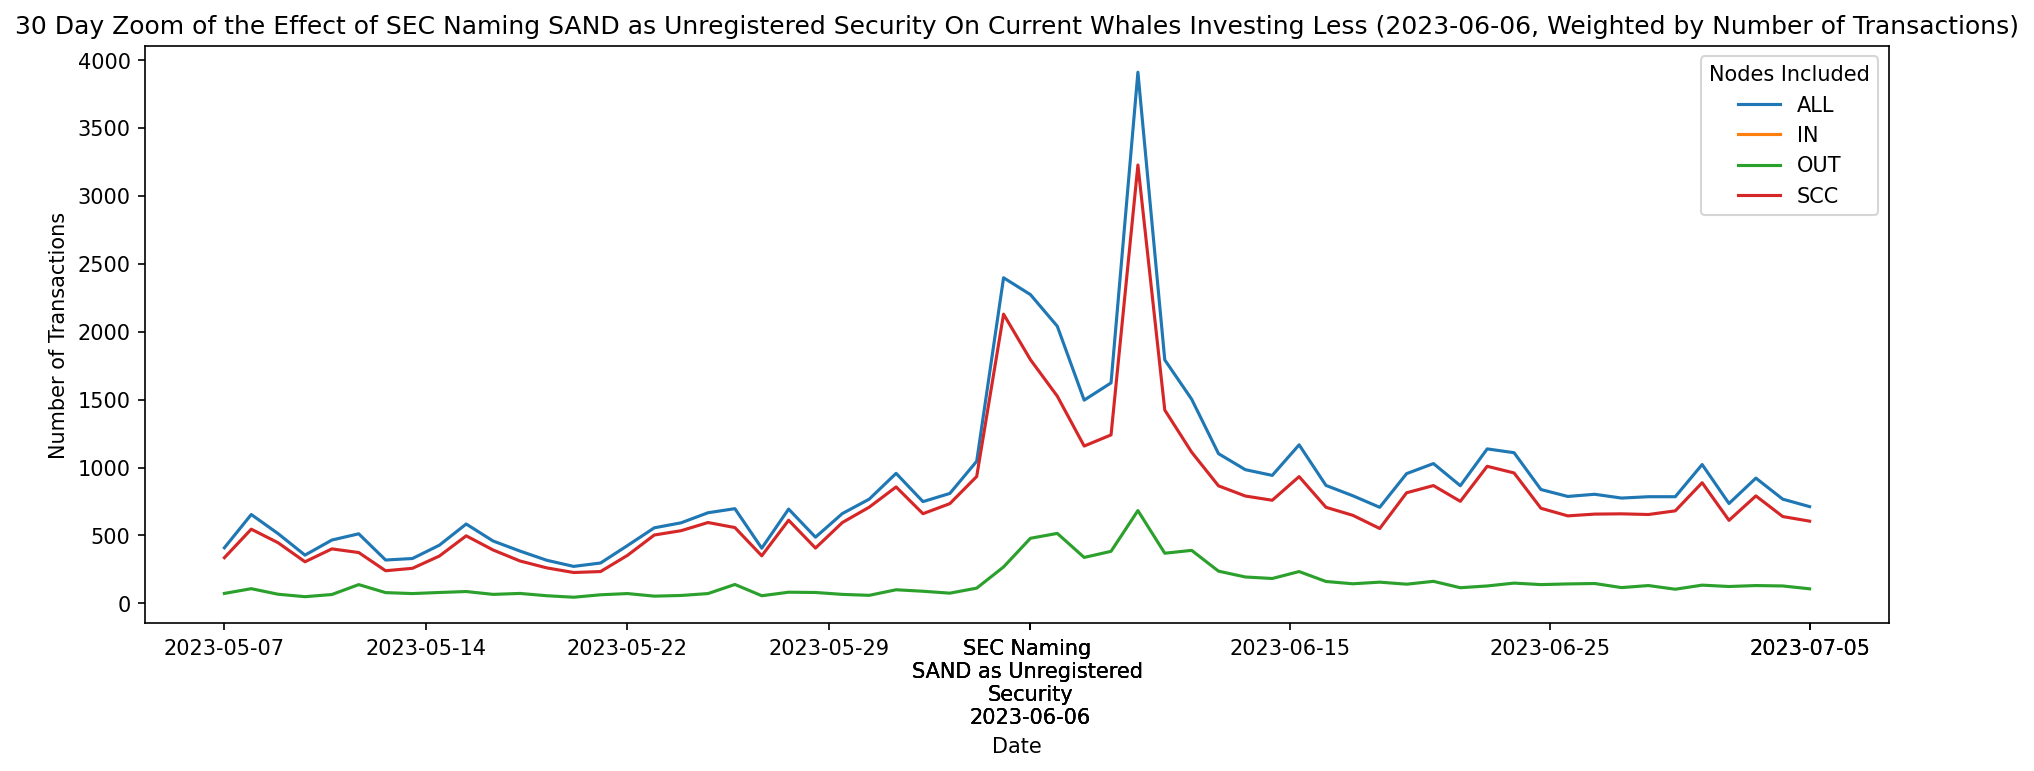 30 Day Zoom of the Effect of SEC Naming SAND as Unregistered Security On Current Whales Investing Less (2023-06-06, Weighted by Number of Transactions)
4000
3500
3000
2500
2000
1500
1000
500
0
Number of Transactions
Nodes Included
ALL
IN
OUT
SCC
2023-05-07
2023-05-14
2023-05-22
2023-05-29
SEC Naming
SAND as Unregistered
Security
2023-06-06
2023-06-15
2023-06-25
2023-07-05
Date